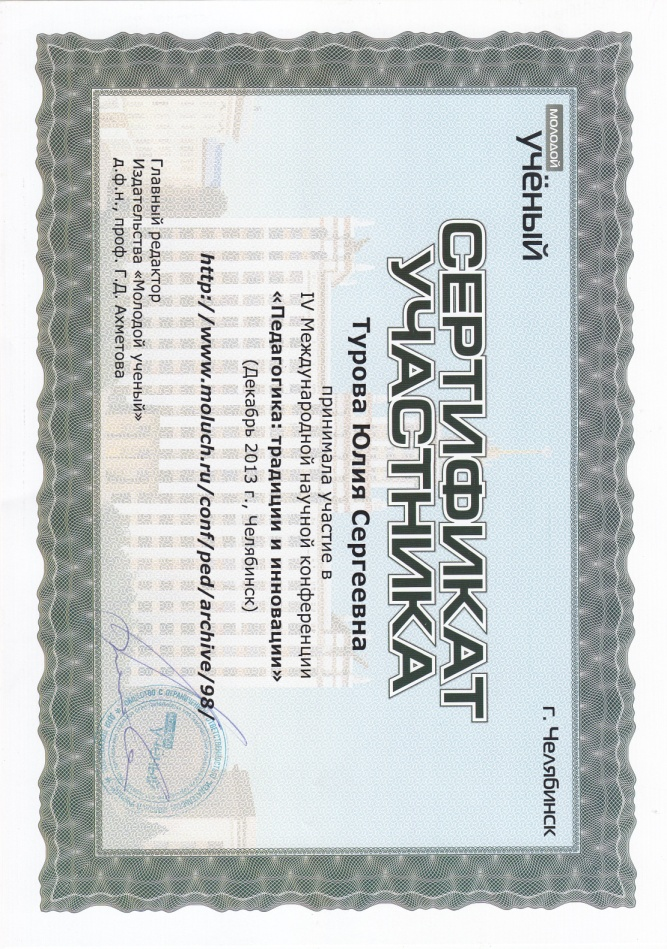 молодой
учёный
г. Челябинск
СЕРТИФИКАТ
УЧАСТНИКА
Турова Юлия Сергеевна
принимала участие в
IV Международной научной конференции
«Педагогика: традиции и инновации»
(Декабрь 2013 г., Челябинск)
http://www.moluch.ru/conf/ped/archive/98/
Главный редактор
Издательства «Молодой ученый»
д.ф.н., проф. Г.Д. Ахметова